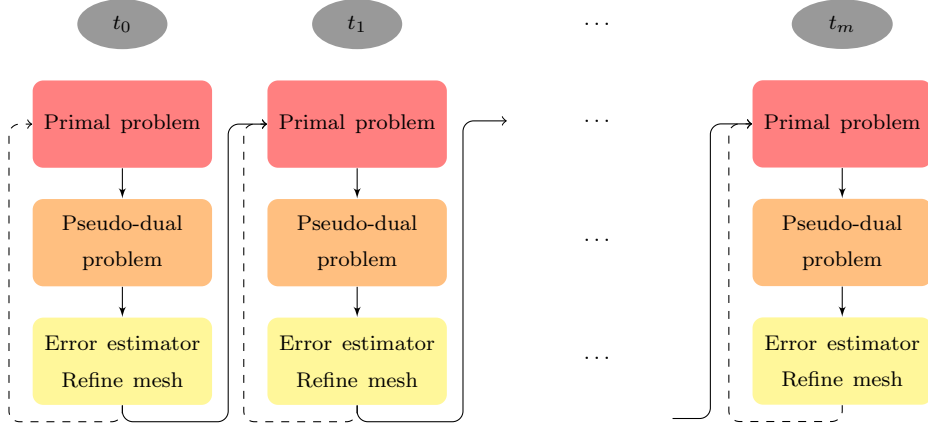 t₀
t₁
···
tₘ
Primal problem
Primal problem
···
Primal problem
Pseudo-dual
problem
Pseudo-dual
problem
···
Pseudo-dual
problem
Error estimator
Refine mesh
Error estimator
Refine mesh
···
Error estimator
Refine mesh